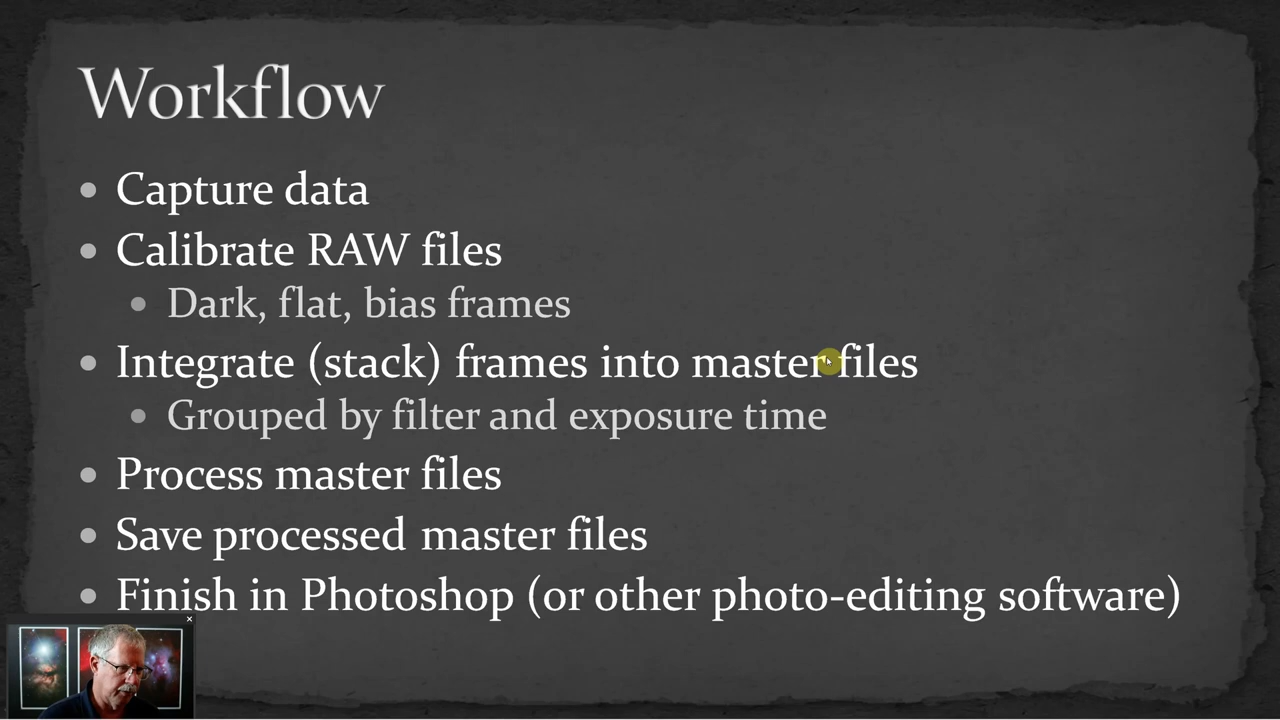 Workflow
Capture data
Calibrate RAW files
Dark, flat, bias frames
Integrate (stack) frames into master files
Grouped by filter and exposure time
Process master files
Save processed master files
Finish in Photoshop (or other photo-editing software)